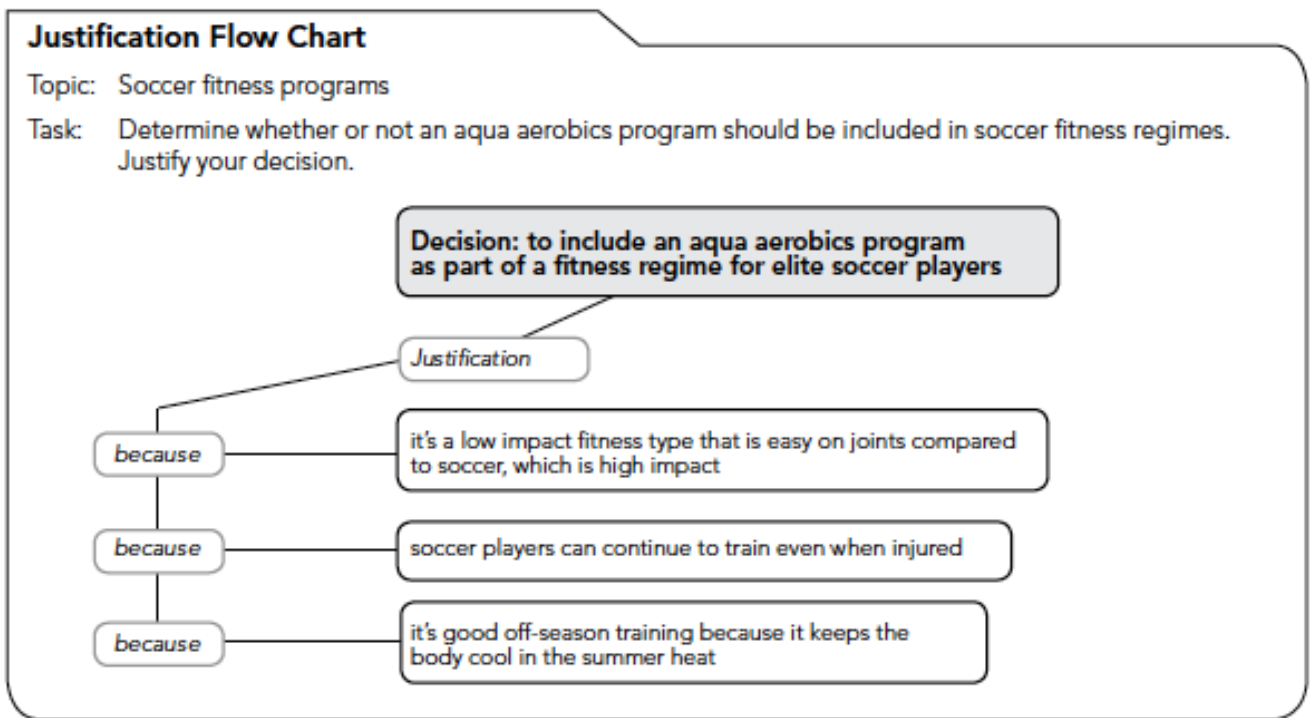 Justification Flow Chart
Topic: Soccer fitness programs
Task: Determine whether or not an aqua aerobics program should be included in soccer fitness regimes.
Justify your decision.
Decision: to include an aqua aerobics program
as part of a fitness regime for elite soccer players
Justification
because
it's a low impact fitness type that is easy on joints compared
to soccer, which is high impact
because
soccer players can continue to train even when injured
because
it's good off-season training because it keeps the
body cool in the summer heat